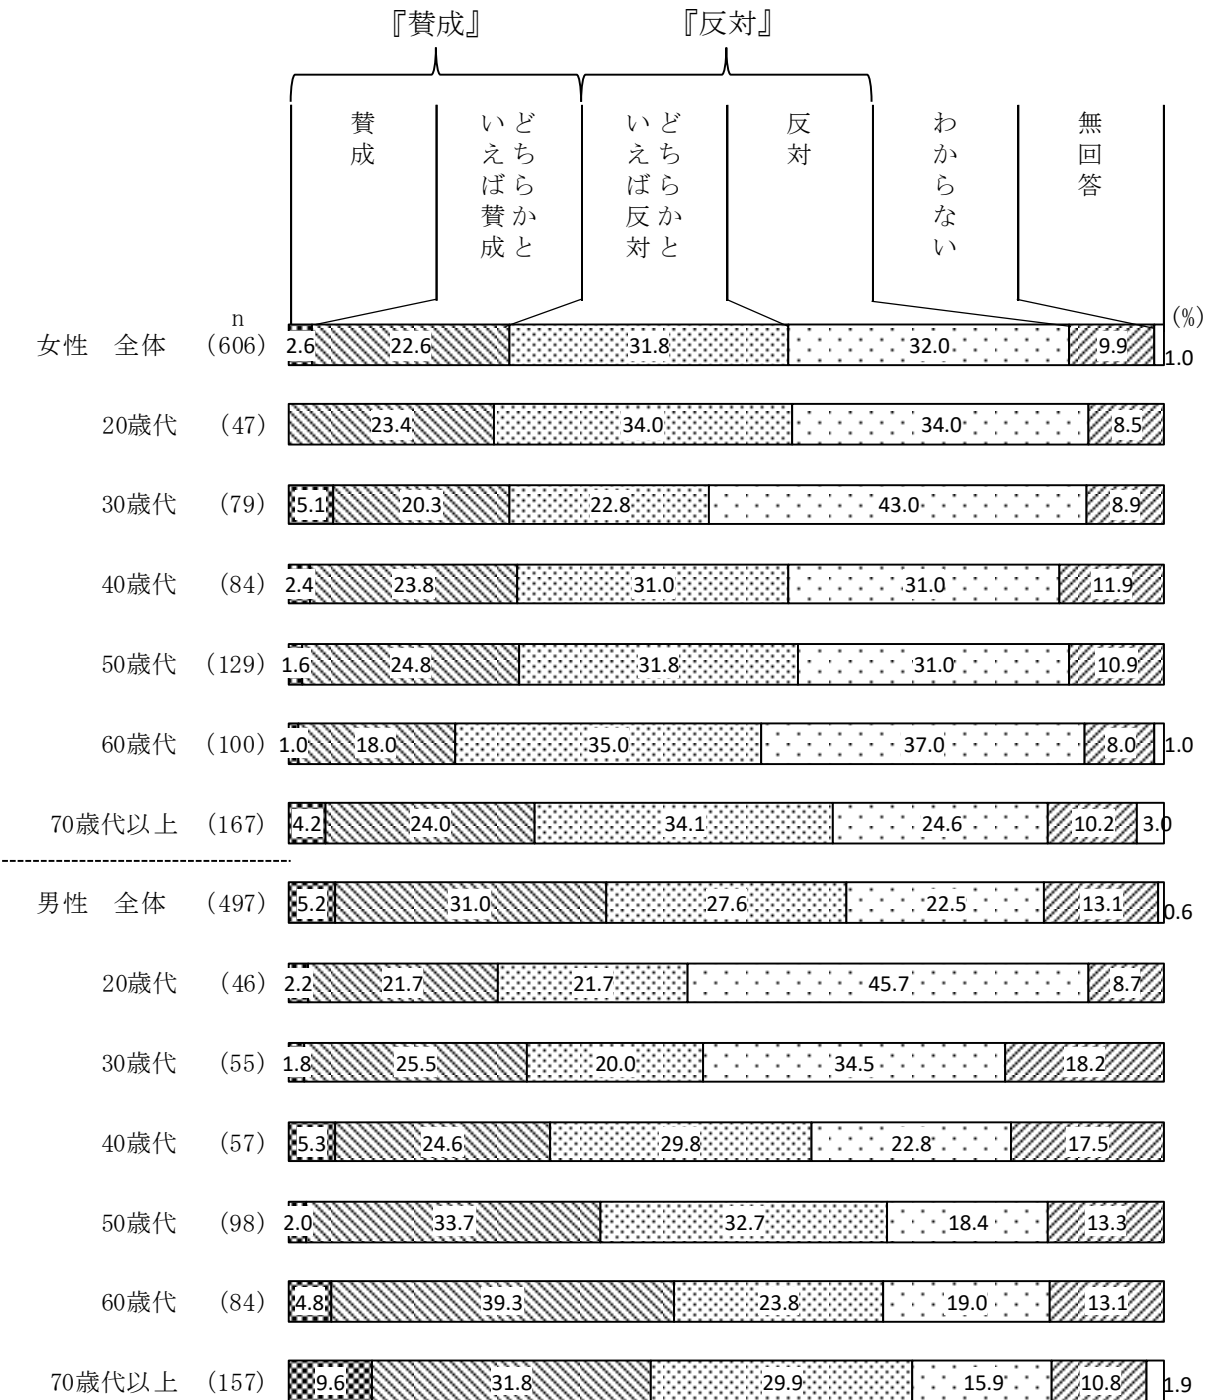 『賛成』 『反対』
賛成
どちらかと
いえば賛成
どちらかと
いえば反対
反対
わからない
無回答
n (%)
女性 全体 (606) 2.6 22.6 31.8 32.0 9.9 1.0
20歳代 (47) 23.4 34.0 34.0 8.5
30歳代 (79) 5.1 20.3 22.8 43.0 8.9
40歳代 (84) 2.4 23.8 31.0 31.0 11.9
50歳代 (129) 1.6 24.8 31.8 31.0 10.9
60歳代 (100) 1.0 18.0 35.0 37.0 8.0 1.0
70歳代以上 (167) 4.2 24.0 34.1 24.6 10.2 3.0
男性 全体 (497) 5.2 31.0 27.6 22.5 13.1 0.6
20歳代 (46) 2.2 21.7 21.7 45.7 8.7
30歳代 (55) 1.8 25.5 20.0 34.5 18.2
40歳代 (57) 5.3 24.6 29.8 22.8 17.5
50歳代 (98) 2.0 33.7 32.7 18.4 13.3
60歳代 (84) 4.8 39.3 23.8 19.0 13.1
70歳代以上 (157) 9.6 31.8 29.9 15.9 10.8 1.9